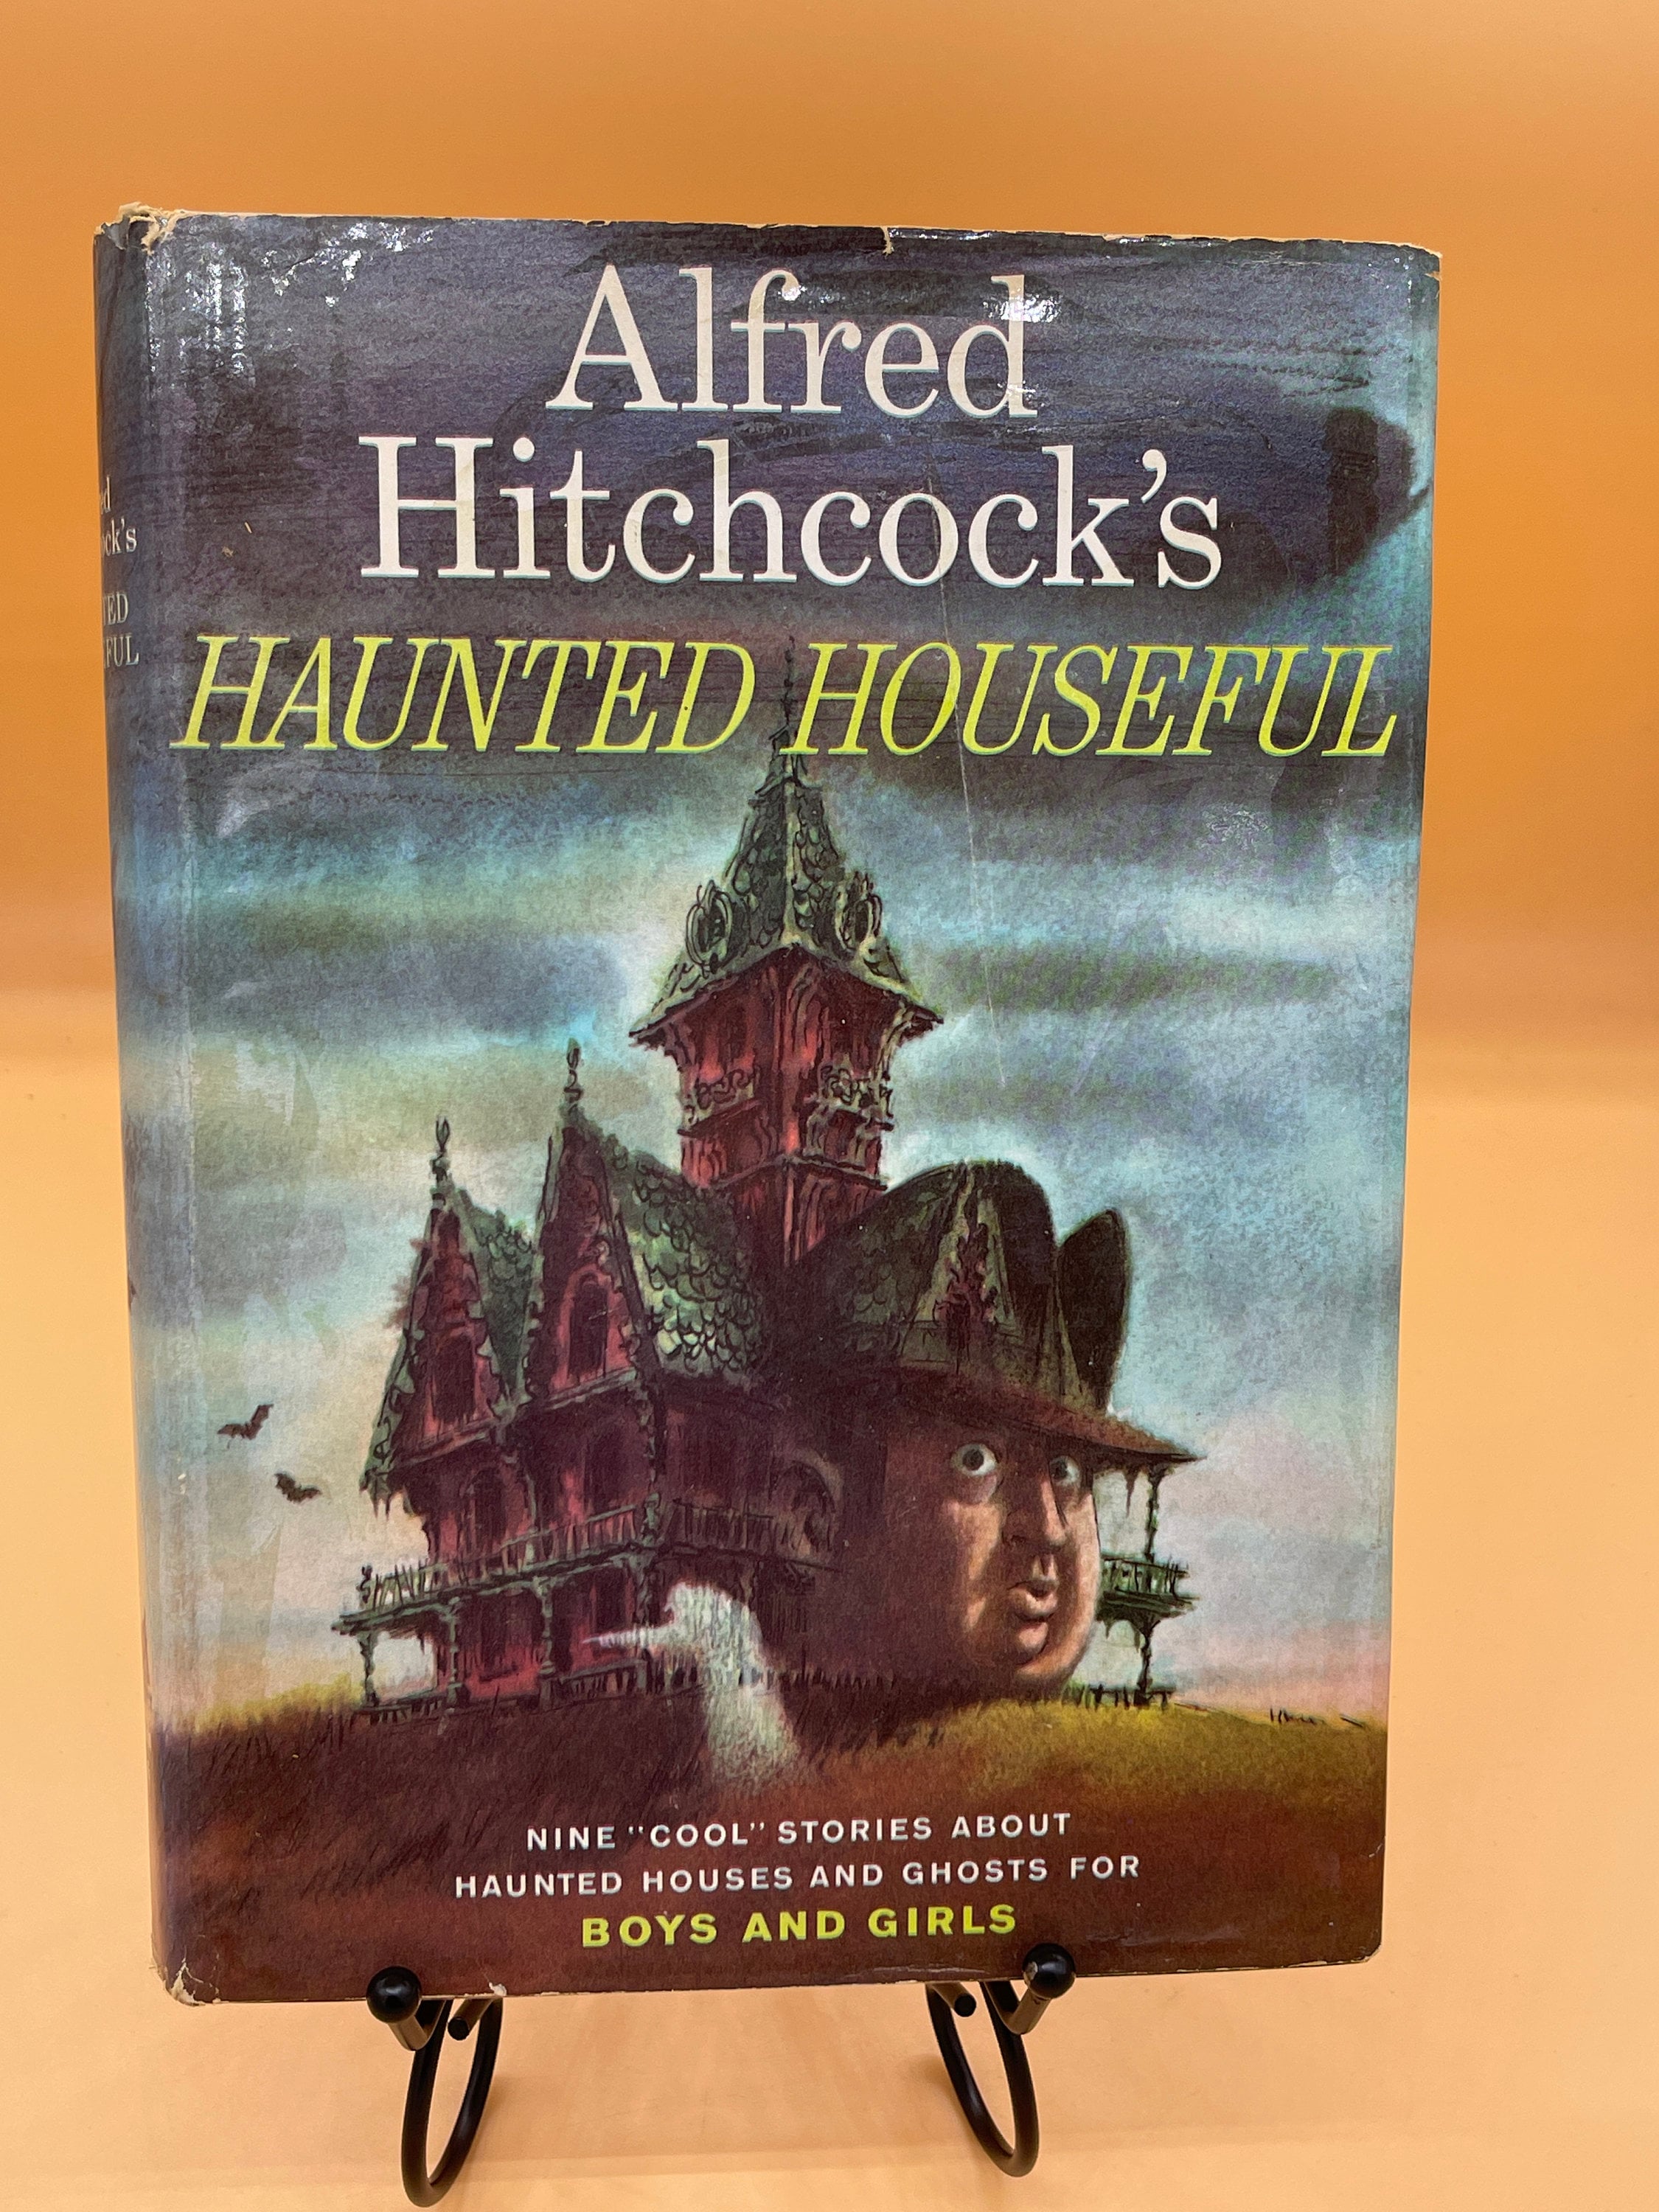 Alfred
Hitchcock's
HAUNTED HOUSEFUL
NINE "COOL" STORIES ABOUT
HAUNTED HOUSES AND GHOSTS FOR
BOYS AND GIRLS